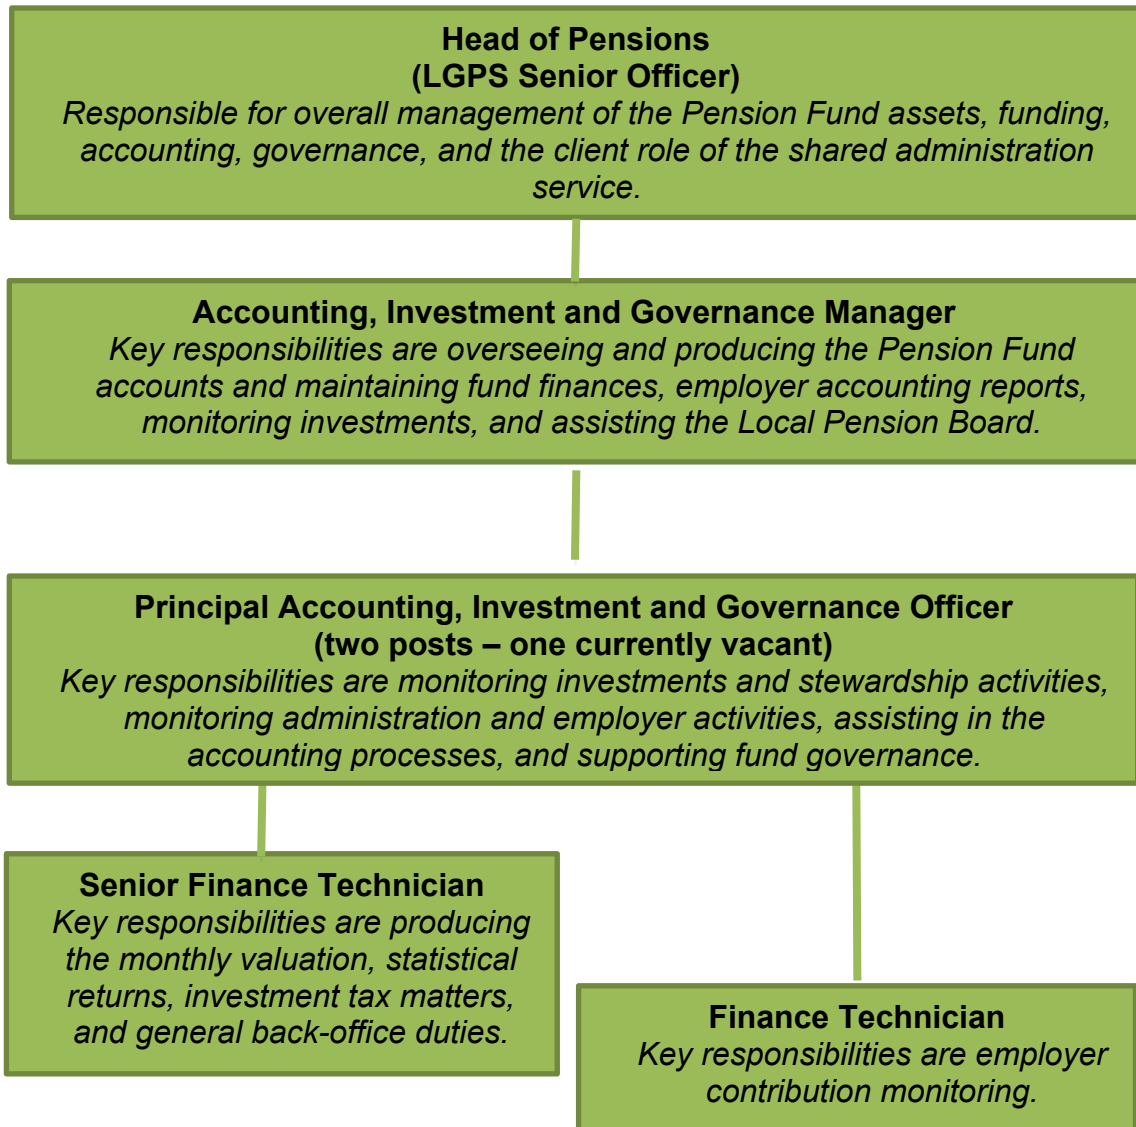 Head of Pensions
(LGPS Senior Officer)
Responsible for overall management of the Pension Fund assets, funding,
accounting, governance, and the client role of the shared administration
service.
Accounting, Investment and Governance Manager
Key responsibilities are overseeing and producing the Pension Fund
accounts and maintaining fund finances, employer accounting reports,
monitoring investments, and assisting the Local Pension Board.
Principal Accounting, Investment and Governance Officer
(two posts – one currently vacant)
Key responsibilities are monitoring investments and stewardship activities,
monitoring administration and employer activities, assisting in the
accounting processes, and supporting fund governance.
Senior Finance Technician
Key responsibilities are producing
the monthly valuation, statistical
returns, investment tax matters,
and general back-office duties.
Finance Technician
Key responsibilities are employer
contribution monitoring.